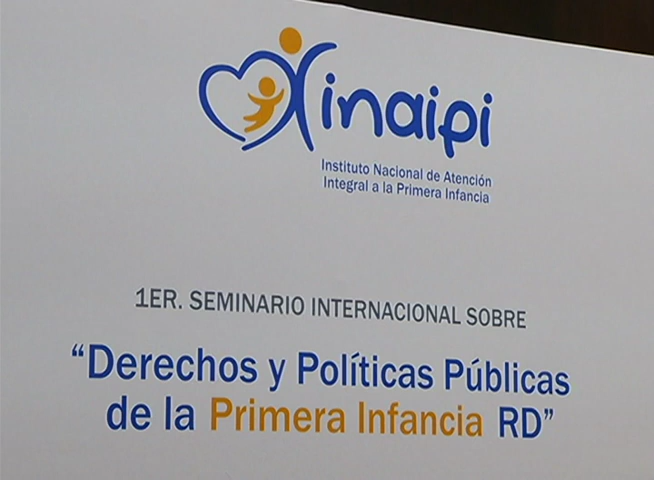 inaipi
Instituto Nacional de Atención
Integral a la Primera Infancia
1ER. SEMINARIO INTERNACIONAL SOBRE
“Derechos y Políticas Públicas
de la Primera Infancia RD”